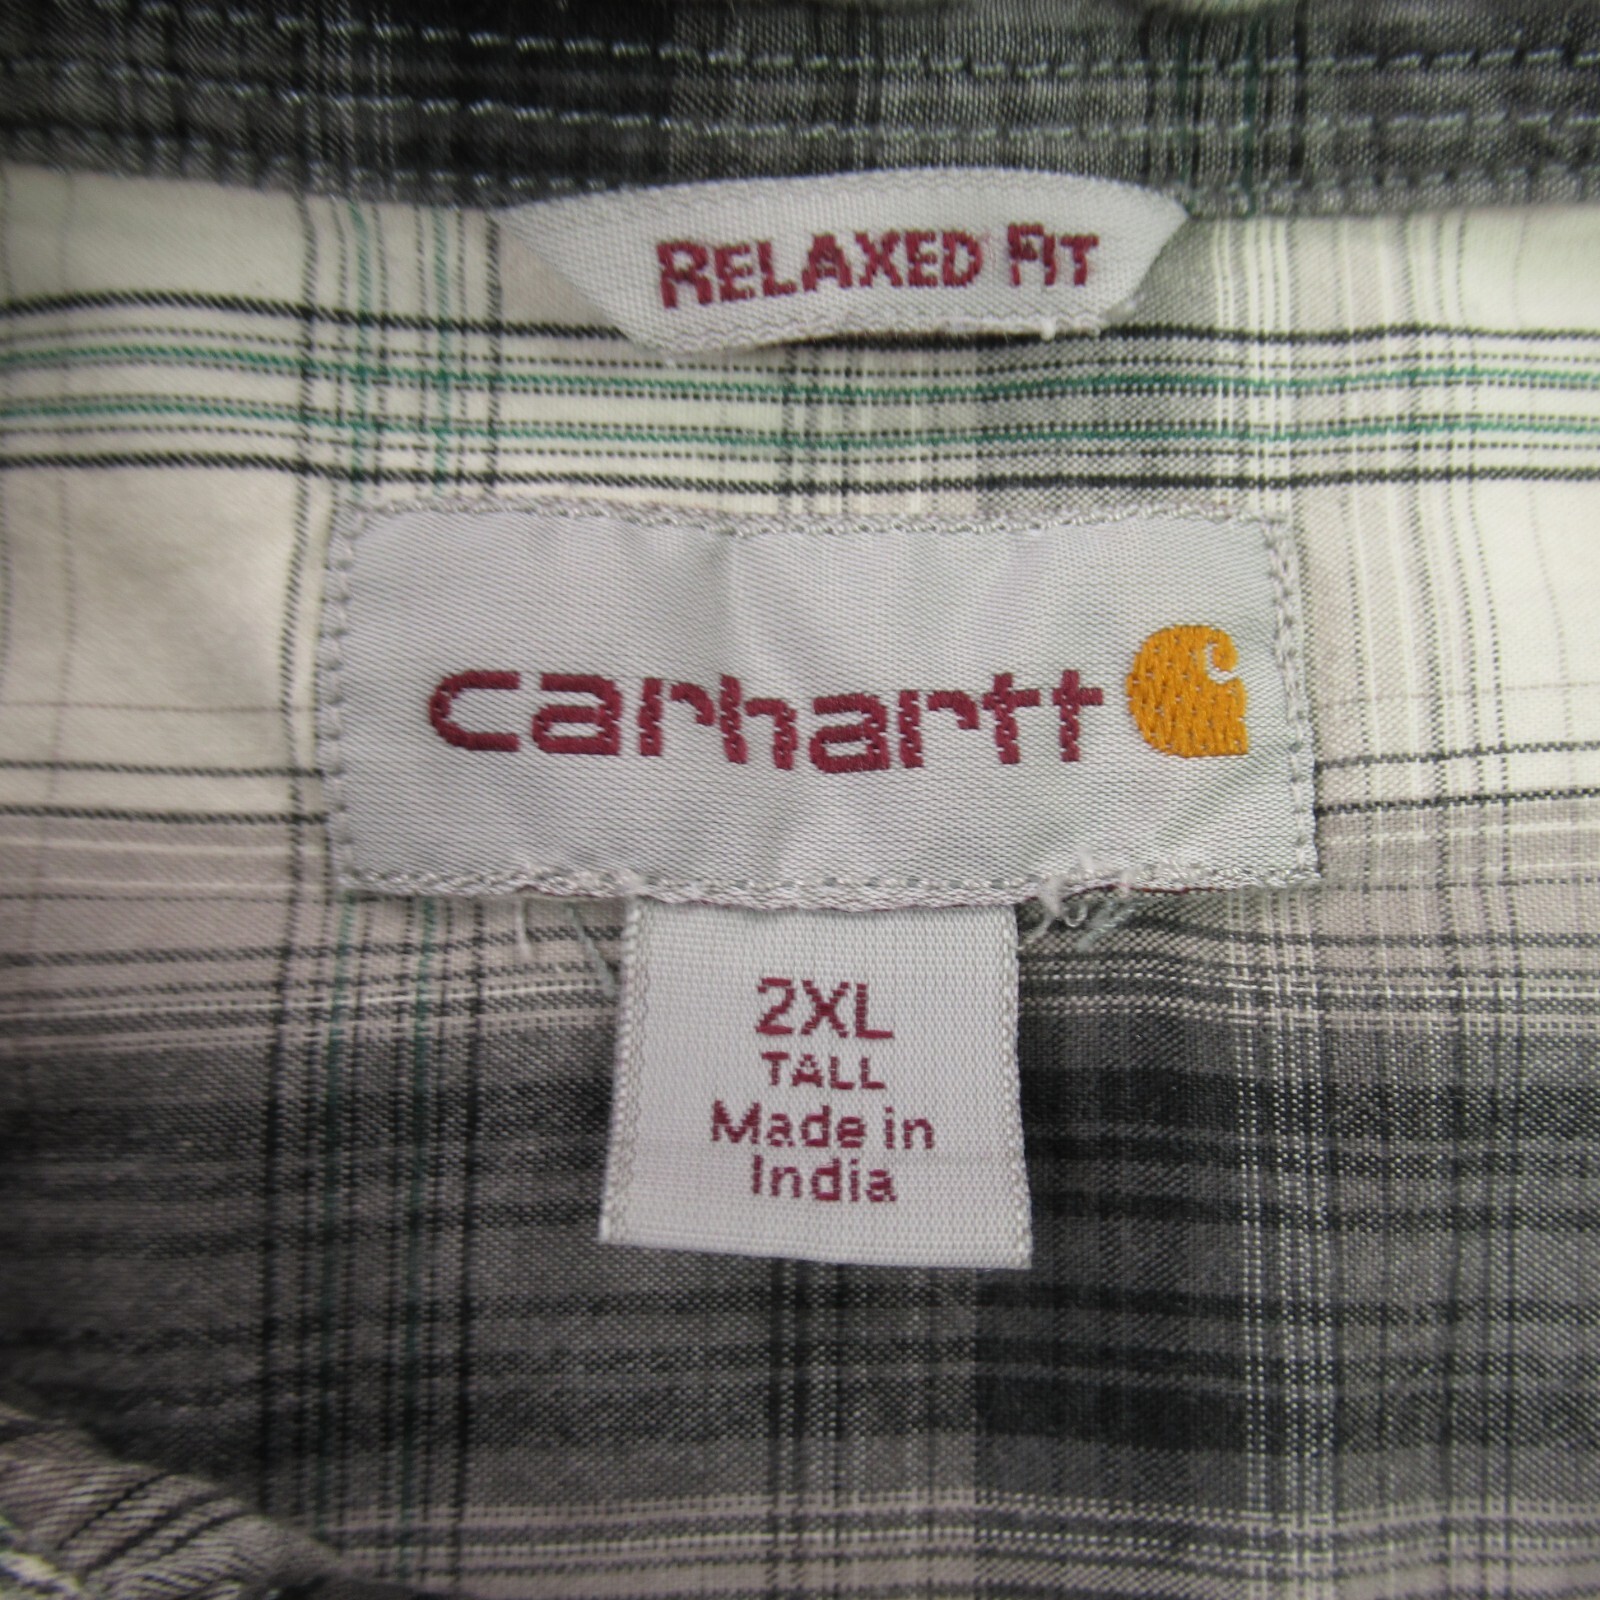 RELAXED FIT
carhartt
2XL
TALL
Made in
India